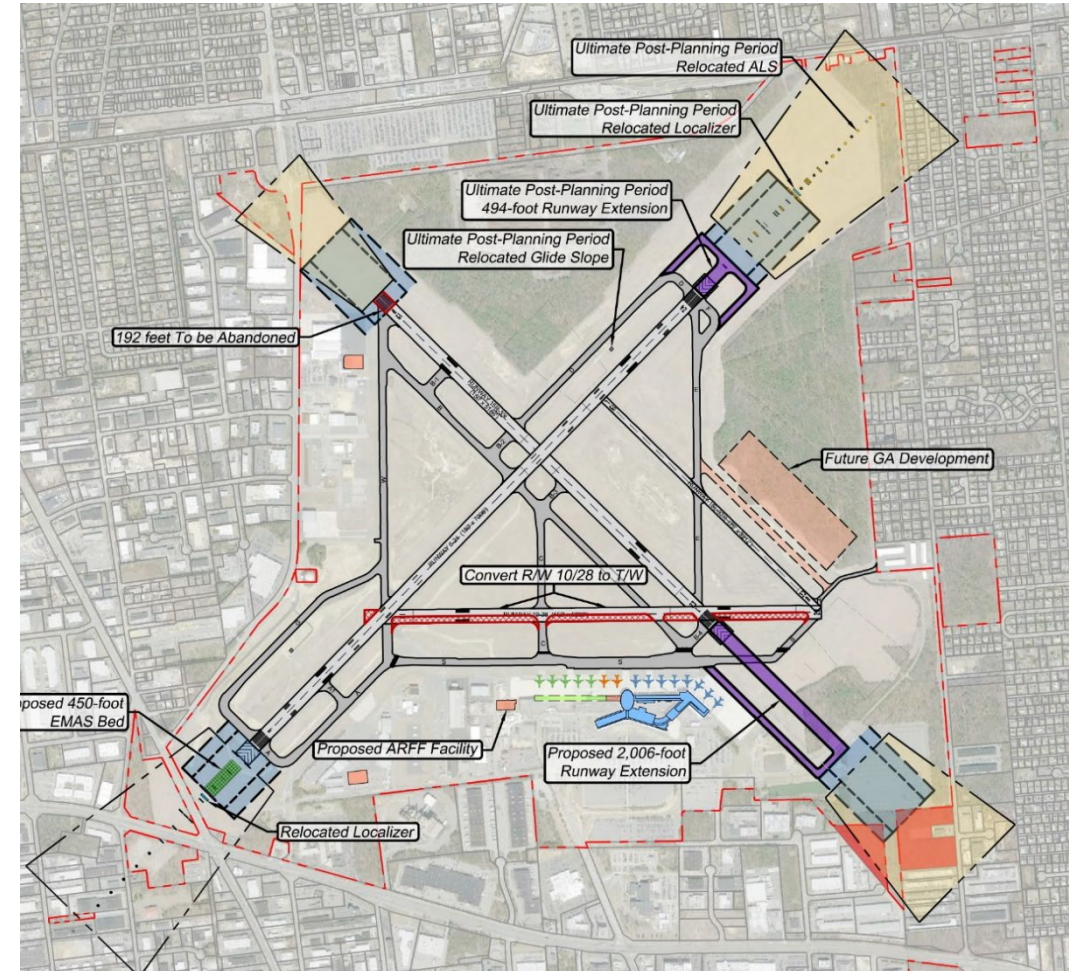 Ultimate Post-Planning Period
Relocated ALS
Ultimate Post-Planning Period
Relocated Localizer
Ultimate Post-Planning Period
494-foot Runway Extension
Ultimate Post-Planning Period
Relocated Glide Slope
192 feet To be Abandoned
B-1
B
B-2
D
E
W
C
Future GA Development
Convert R/W 10/28 to T/W
S
S
450-foot
EMAS Bed
Proposed ARFF Facility
Proposed 2,006-foot
Runway Extension
Relocated Localizer